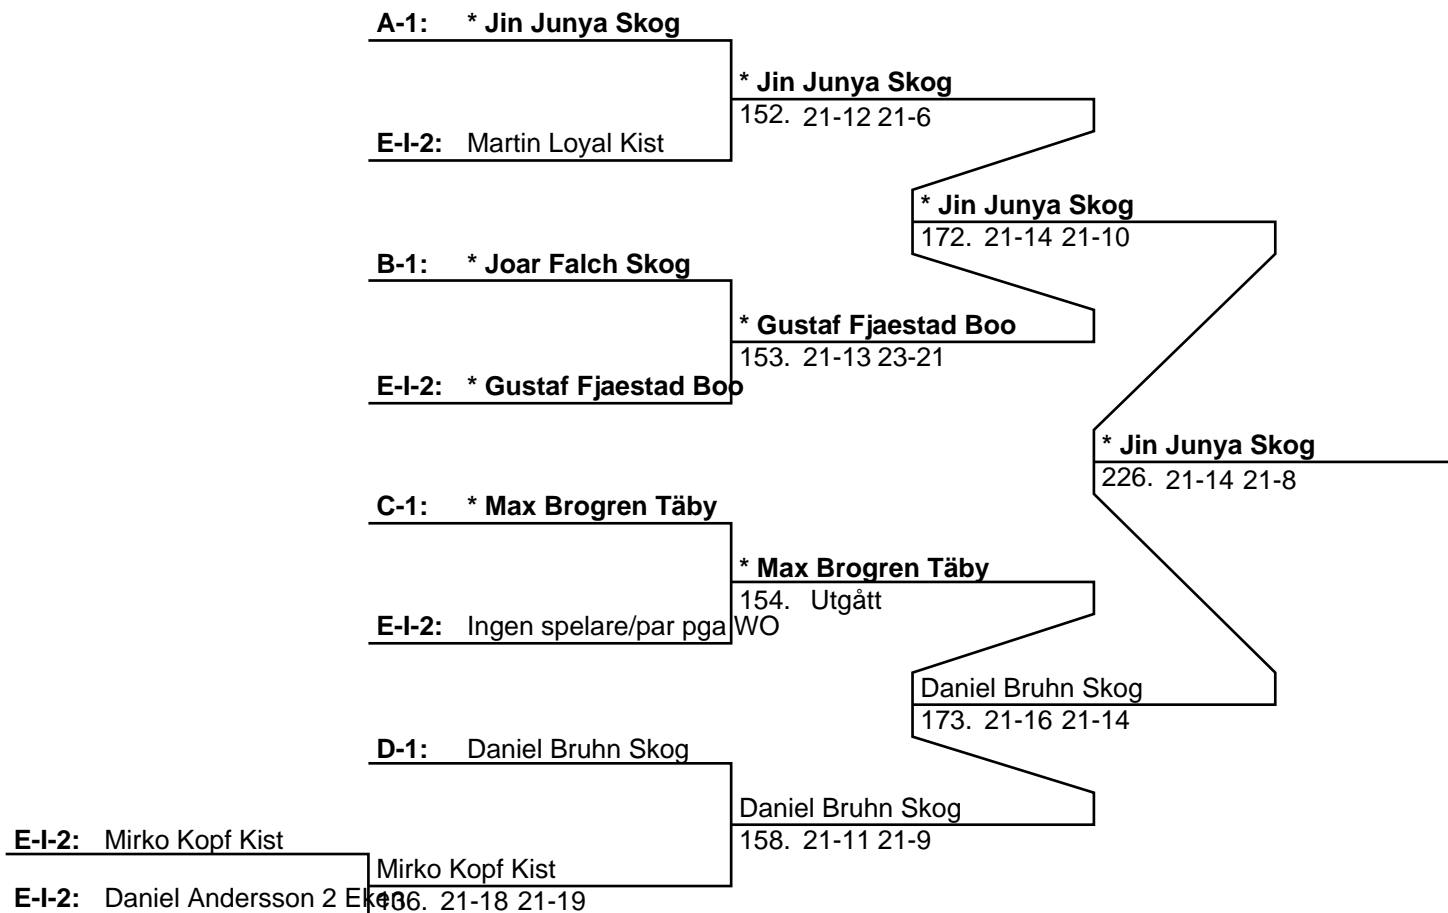 A-1: * Jin Junya Skog
* Jin Junya Skog
152. 21-12 21-6
E-I-2: Martin Loyal Kist
* Jin Junya Skog
172. 21-14 21-10
B-1: * Joar Falch Skog
* Gustaf Fjaestad Boo
153. 21-13 23-21
E-I-2: * Gustaf Fjaestad Boo
* Jin Junya Skog
226. 21-14 21-8
C-1: * Max Brogren Täby
* Max Brogren Täby
154. Utgått
E-I-2: Ingen spelare/par pga WO
Daniel Bruhn Skog
173. 21-16 21-14
D-1: Daniel Bruhn Skog
Daniel Bruhn Skog
158. 21-11 21-9
E-I-2: Mirko Kopf Kist
Mirko Kopf Kist
E-I-2: Daniel Andersson 2 Eken
136. 21-18 21-19